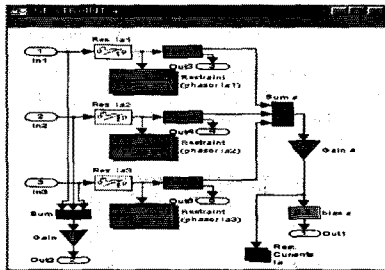 Res Ia1
1
In1
Out3
3
Restraint
(phasor Ia1)
Sum a
Res Ia2
2
In2
Out4
Restraint
(phasor Ia2)
Gain a
Res Ia3
3
In3
Out5
Restraint
(phasor Ia3)
Sum
bias a
Gain
Out1
Out2
Res.
Currents
Ia